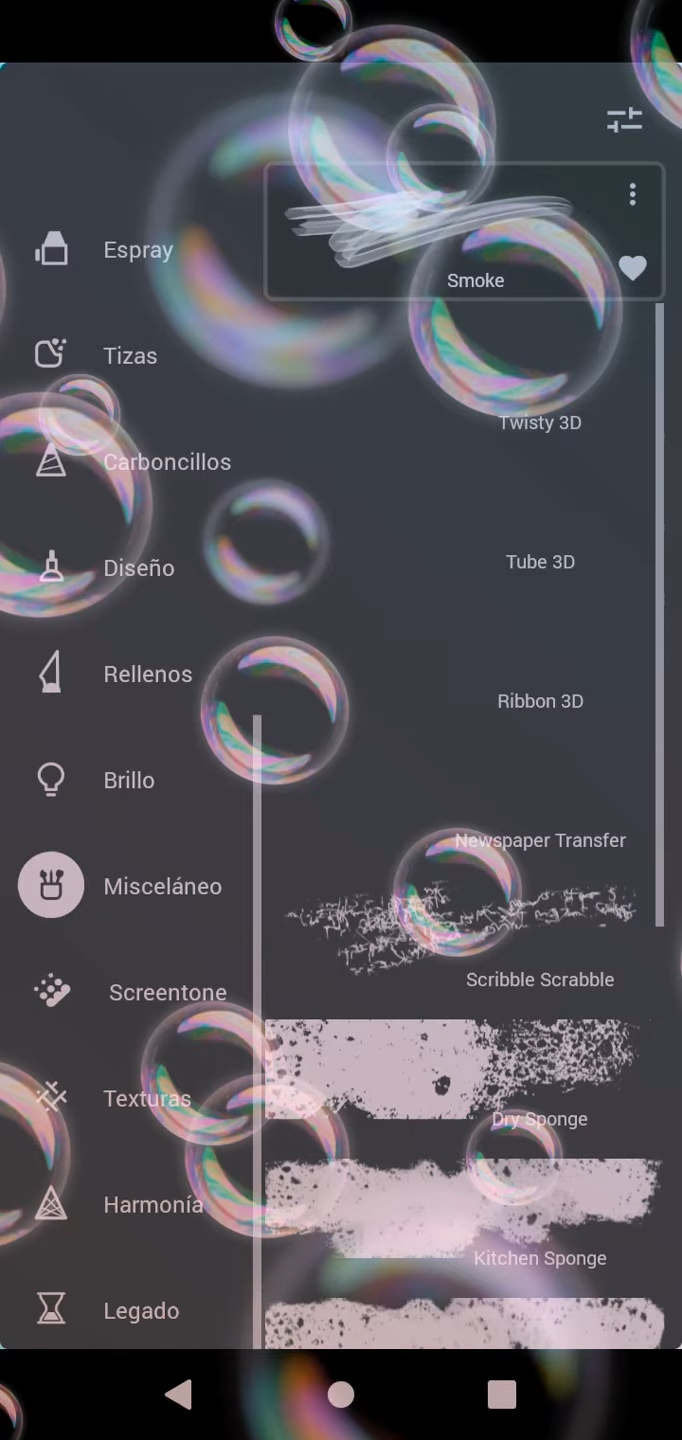 Espray
Tizas
Carboncillos
Diseño
Rellenos
Brillo
Misceláneo
Screentone
Texturas
Harmonía
Legado
Smoke
Twisty 3D
Tube 3D
Ribbon 3D
Newspaper Transfer
Scribble Scrabble
Dry Sponge
Kitchen Sponge